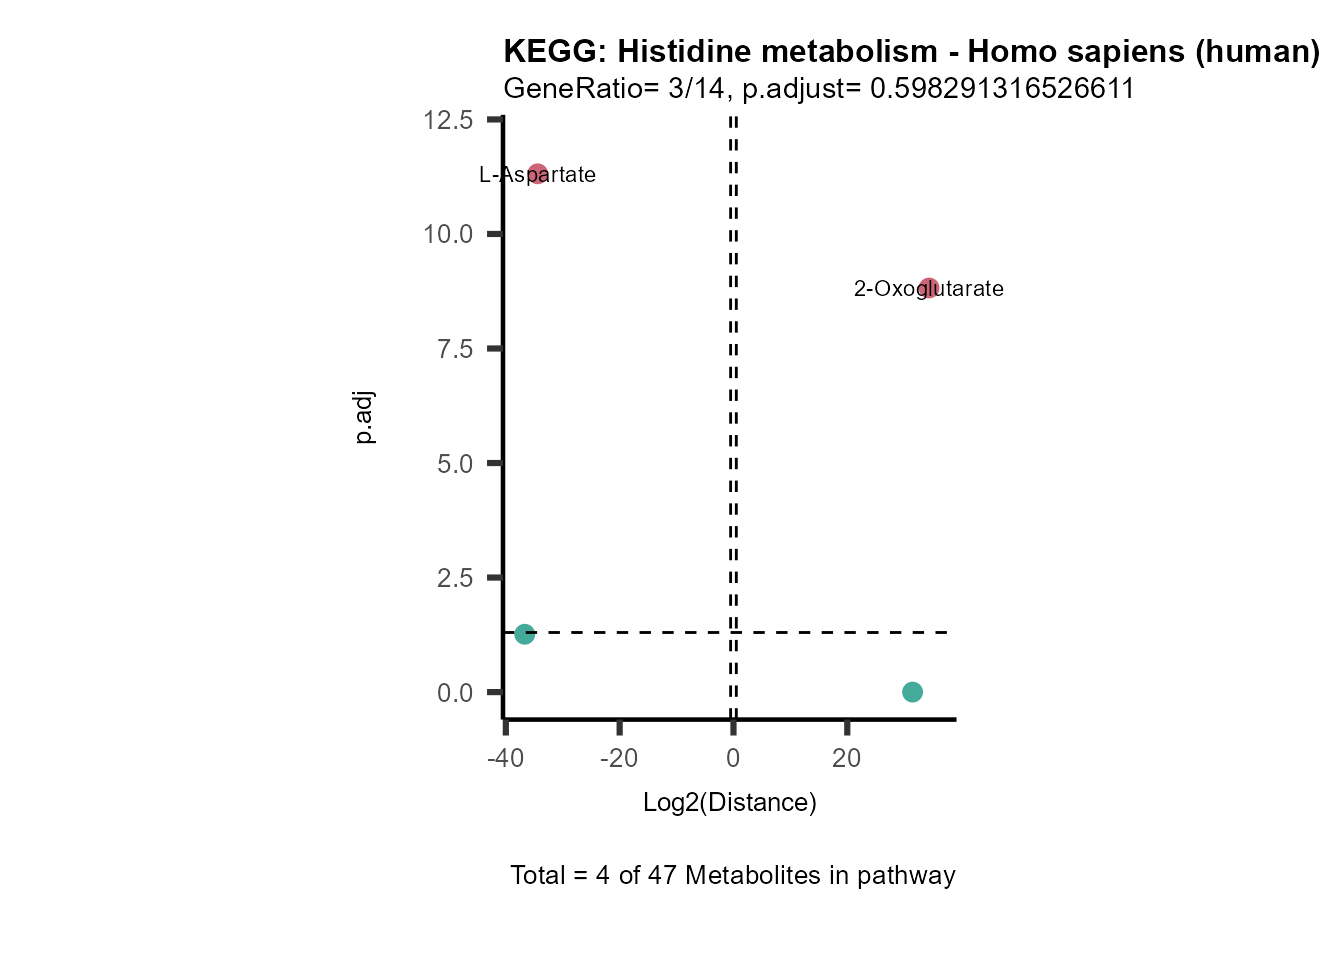 KEGG: Histidine metabolism - Homo sapiens (human)
GeneRatio= 3/14, p.adjust= 0.598291316526611
12.5
L-Aspartate
10.0
2-Oxoglutarate
7.5
p.adj
5.0
2.5
0.0
-40 -20 0 20
Log2(Distance)
Total = 4 of 47 Metabolites in pathway